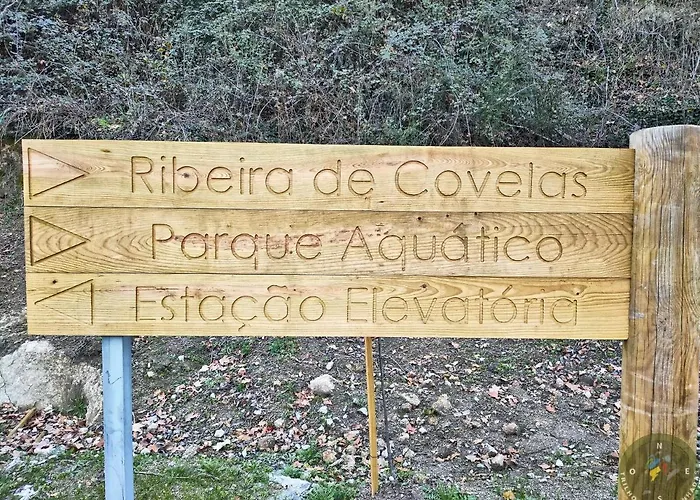 Ribeira de Covelas
Parque Aquático
Estação Elevatória
N
O E
S